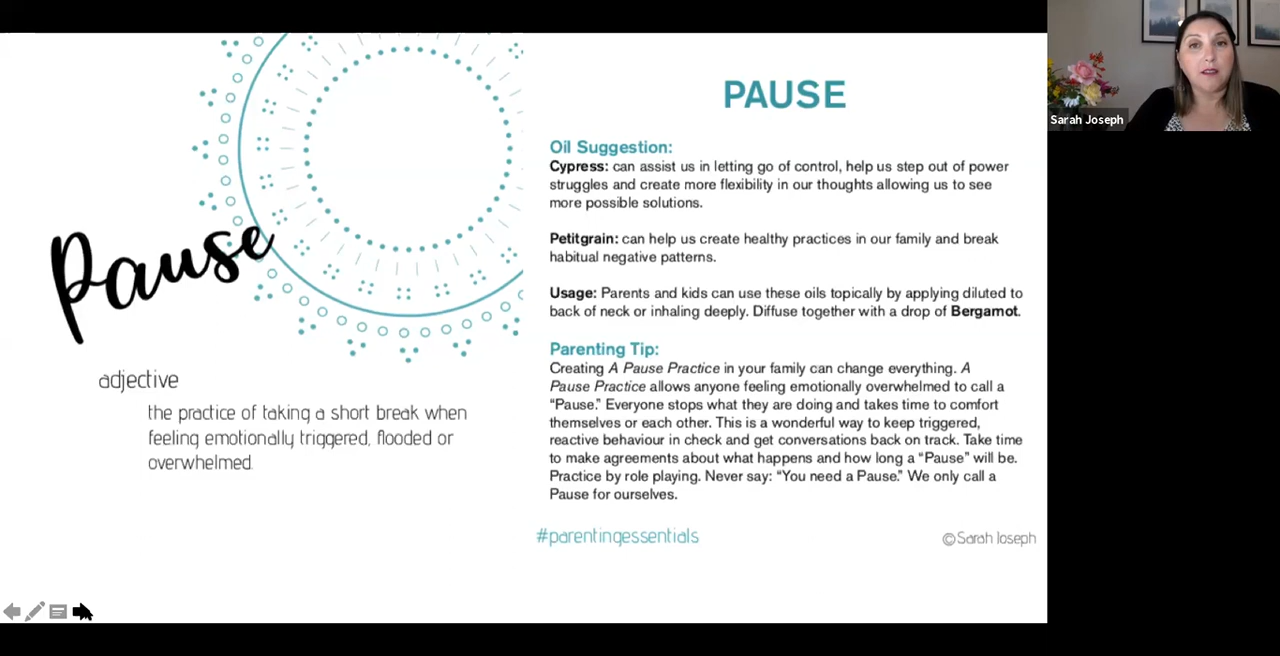 Pause
adjective
the practice of taking a short break when
feeling emotionally triggered, flooded or
overwhelmed.
PAUSE
Oil Suggestion:
Cypress: can assist us in letting go of control, help us step out of power
struggles and create more flexibility in our thoughts allowing us to see
more possible solutions.
Petitgrain: can help us create healthy practices in our family and break
habitual negative patterns.
Usage: Parents and kids can use these oils topically by applying diluted to
back of neck or inhaling deeply. Diffuse together with a drop of Bergamot.
Parenting Tip:
Creating A Pause Practice in your family can change everything. A
Pause Practice allows anyone feeling emotionally overwhelmed to call a
“Pause.” Everyone stops what they are doing and takes time to comfort
themselves or each other. This is a wonderful way to keep triggered,
reactive behaviour in check and get conversations back on track. Take time
to make agreements about what happens and how long a “Pause” will be.
Practice by role playing. Never say: “You need a Pause.” We only call a
Pause for ourselves.
#parentingessentials
©Sarah Joseph
Sarah Joseph